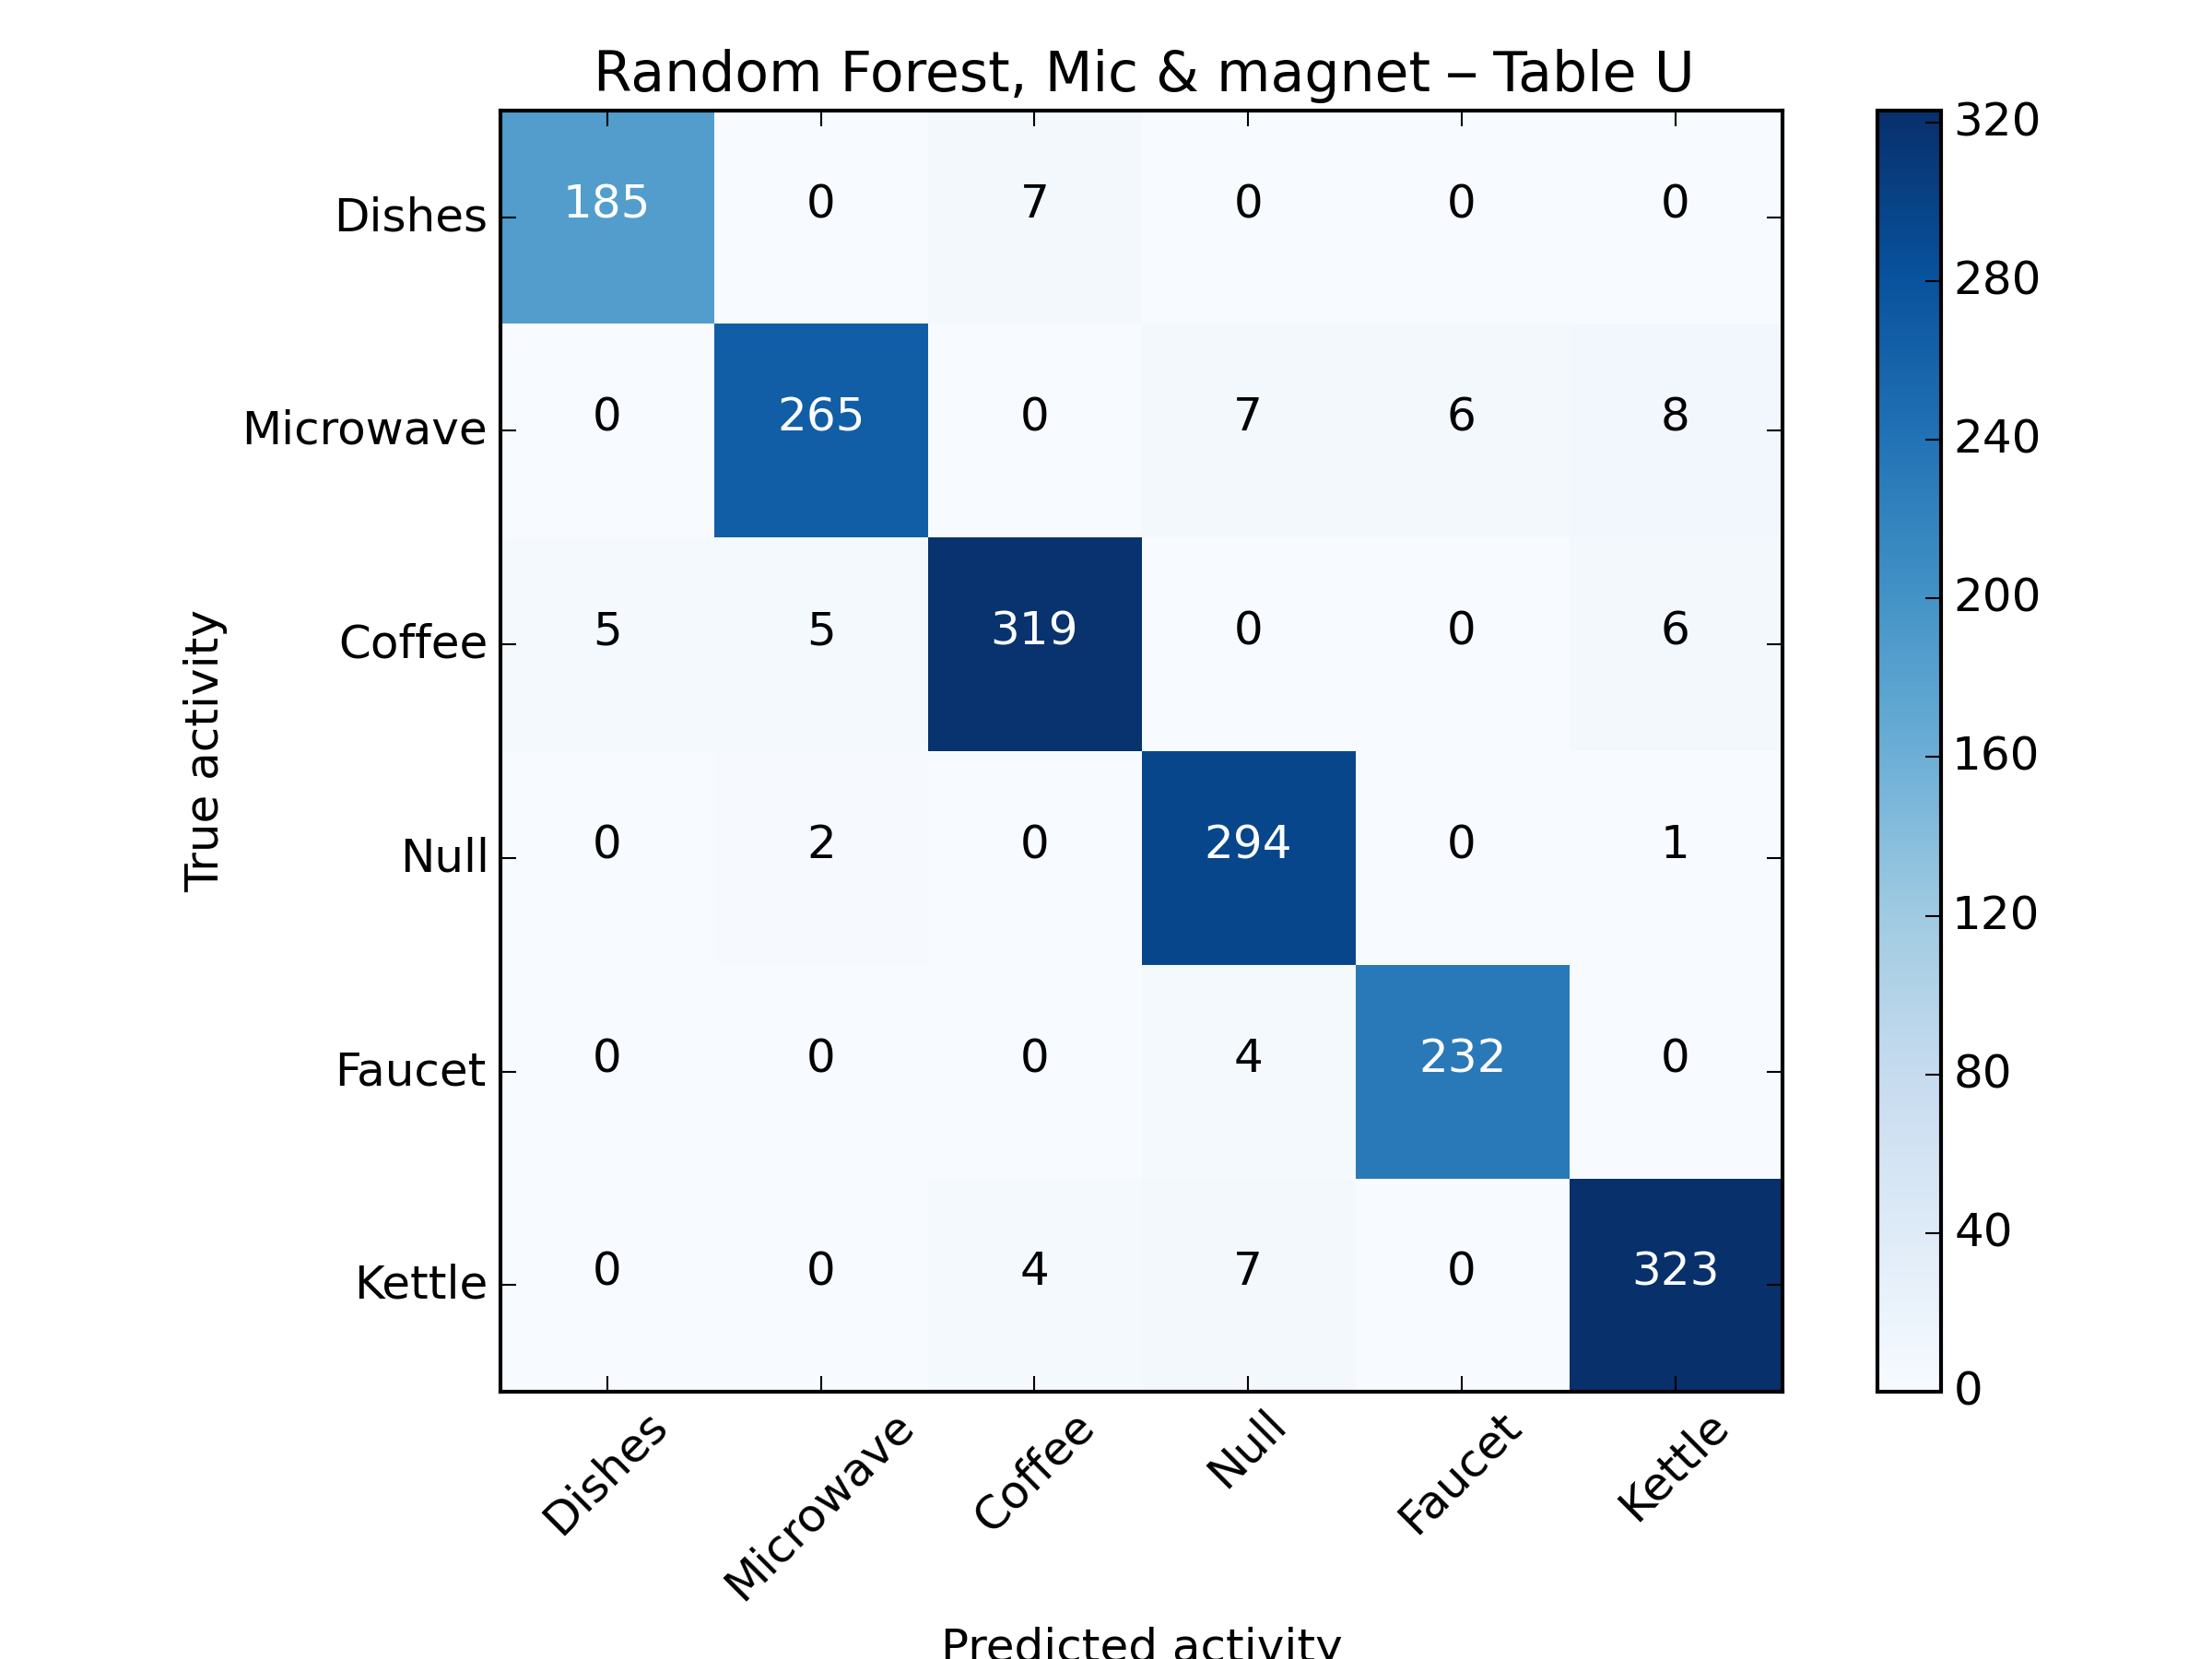 Random Forest, Mic & magnet – Table U
True activity
Dishes 185 0 7 0 0 0
Microwave 0 265 0 7 6 8
Coffee 5 5 319 0 0 6
Null 0 2 0 294 0 1
Faucet 0 0 0 4 232 0
Kettle 0 0 4 7 0 323
Dishes Microwave Coffee Null Faucet Kettle
Predicted activity
320
280
240
200
160
120
80
40
0